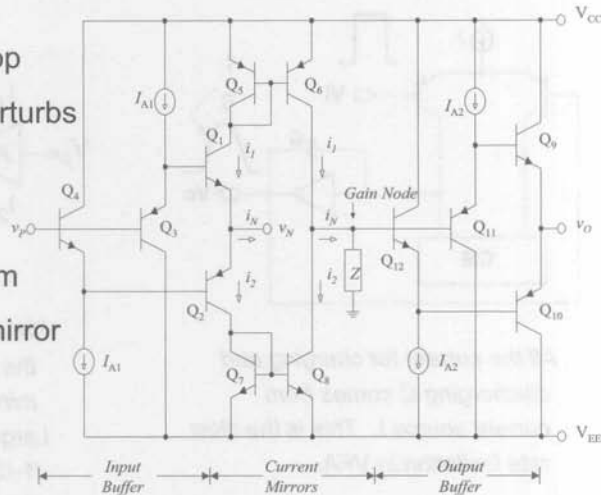 op
rturbs
m
mirror
V_CC
Q5
Q6
I_A1
I_A2
Q1
Q9
i_1
i_1
Q4
Gain Node
v_P
Q3
i_N
v_N
i_N
Q11
v_O
Q12
i_2
i_2
Z
Q2
Q10
I_A1
I_A2
Q7
Q8
V_EE
Input Buffer
Current Mirrors
Output Buffer